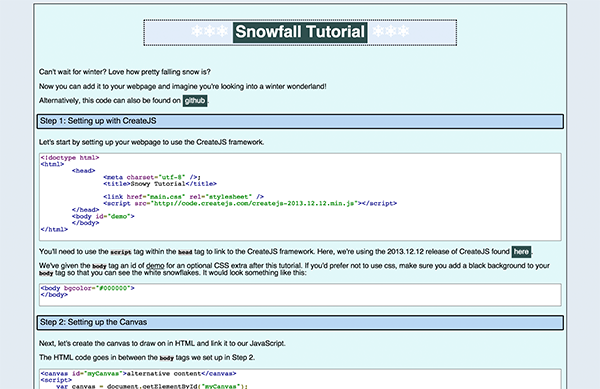 *** Snowfall Tutorial ***
Can't wait for winter? Love how pretty falling snow is?
Now you can add it to your webpage and imagine you're looking into a winter wonderland!
Alternatively, this code can also be found on github.
Step 1: Setting up with CreateJS
Let's start by setting up your webpage to use the CreateJS framework.
<!doctype html>
<html>
<head>
<meta charset="utf-8" />;
<title>Snowy Tutorial</title>
<link href="main.css" rel="stylesheet" />
<script src="http://code.createjs.com/createjs-2013.12.12.min.js"></script>
</head>
<body id="demo">
</body>
</html>
You'll need to use the script tag within the head tag to link to the CreateJS framework. Here, we're using the 2013.12.12 release of CreateJS found here.
We've given the body tag an id of demo for an optional CSS extra after this tutorial. If you'd prefer not to use css, make sure you add a black background to your
body tag so that you can see the white snowflakes. It would look something like this:
<body bgcolor="#000000">
</body>
Step 2: Setting up the Canvas
Next, let's create the canvas to draw on in HTML and link it to our JavaScript.
The HTML code goes in between the body tags we set up in Step 2.
<canvas id="myCanvas">alternative content</canvas>
<script>
var canvas = document.getElementById("myCanvas");